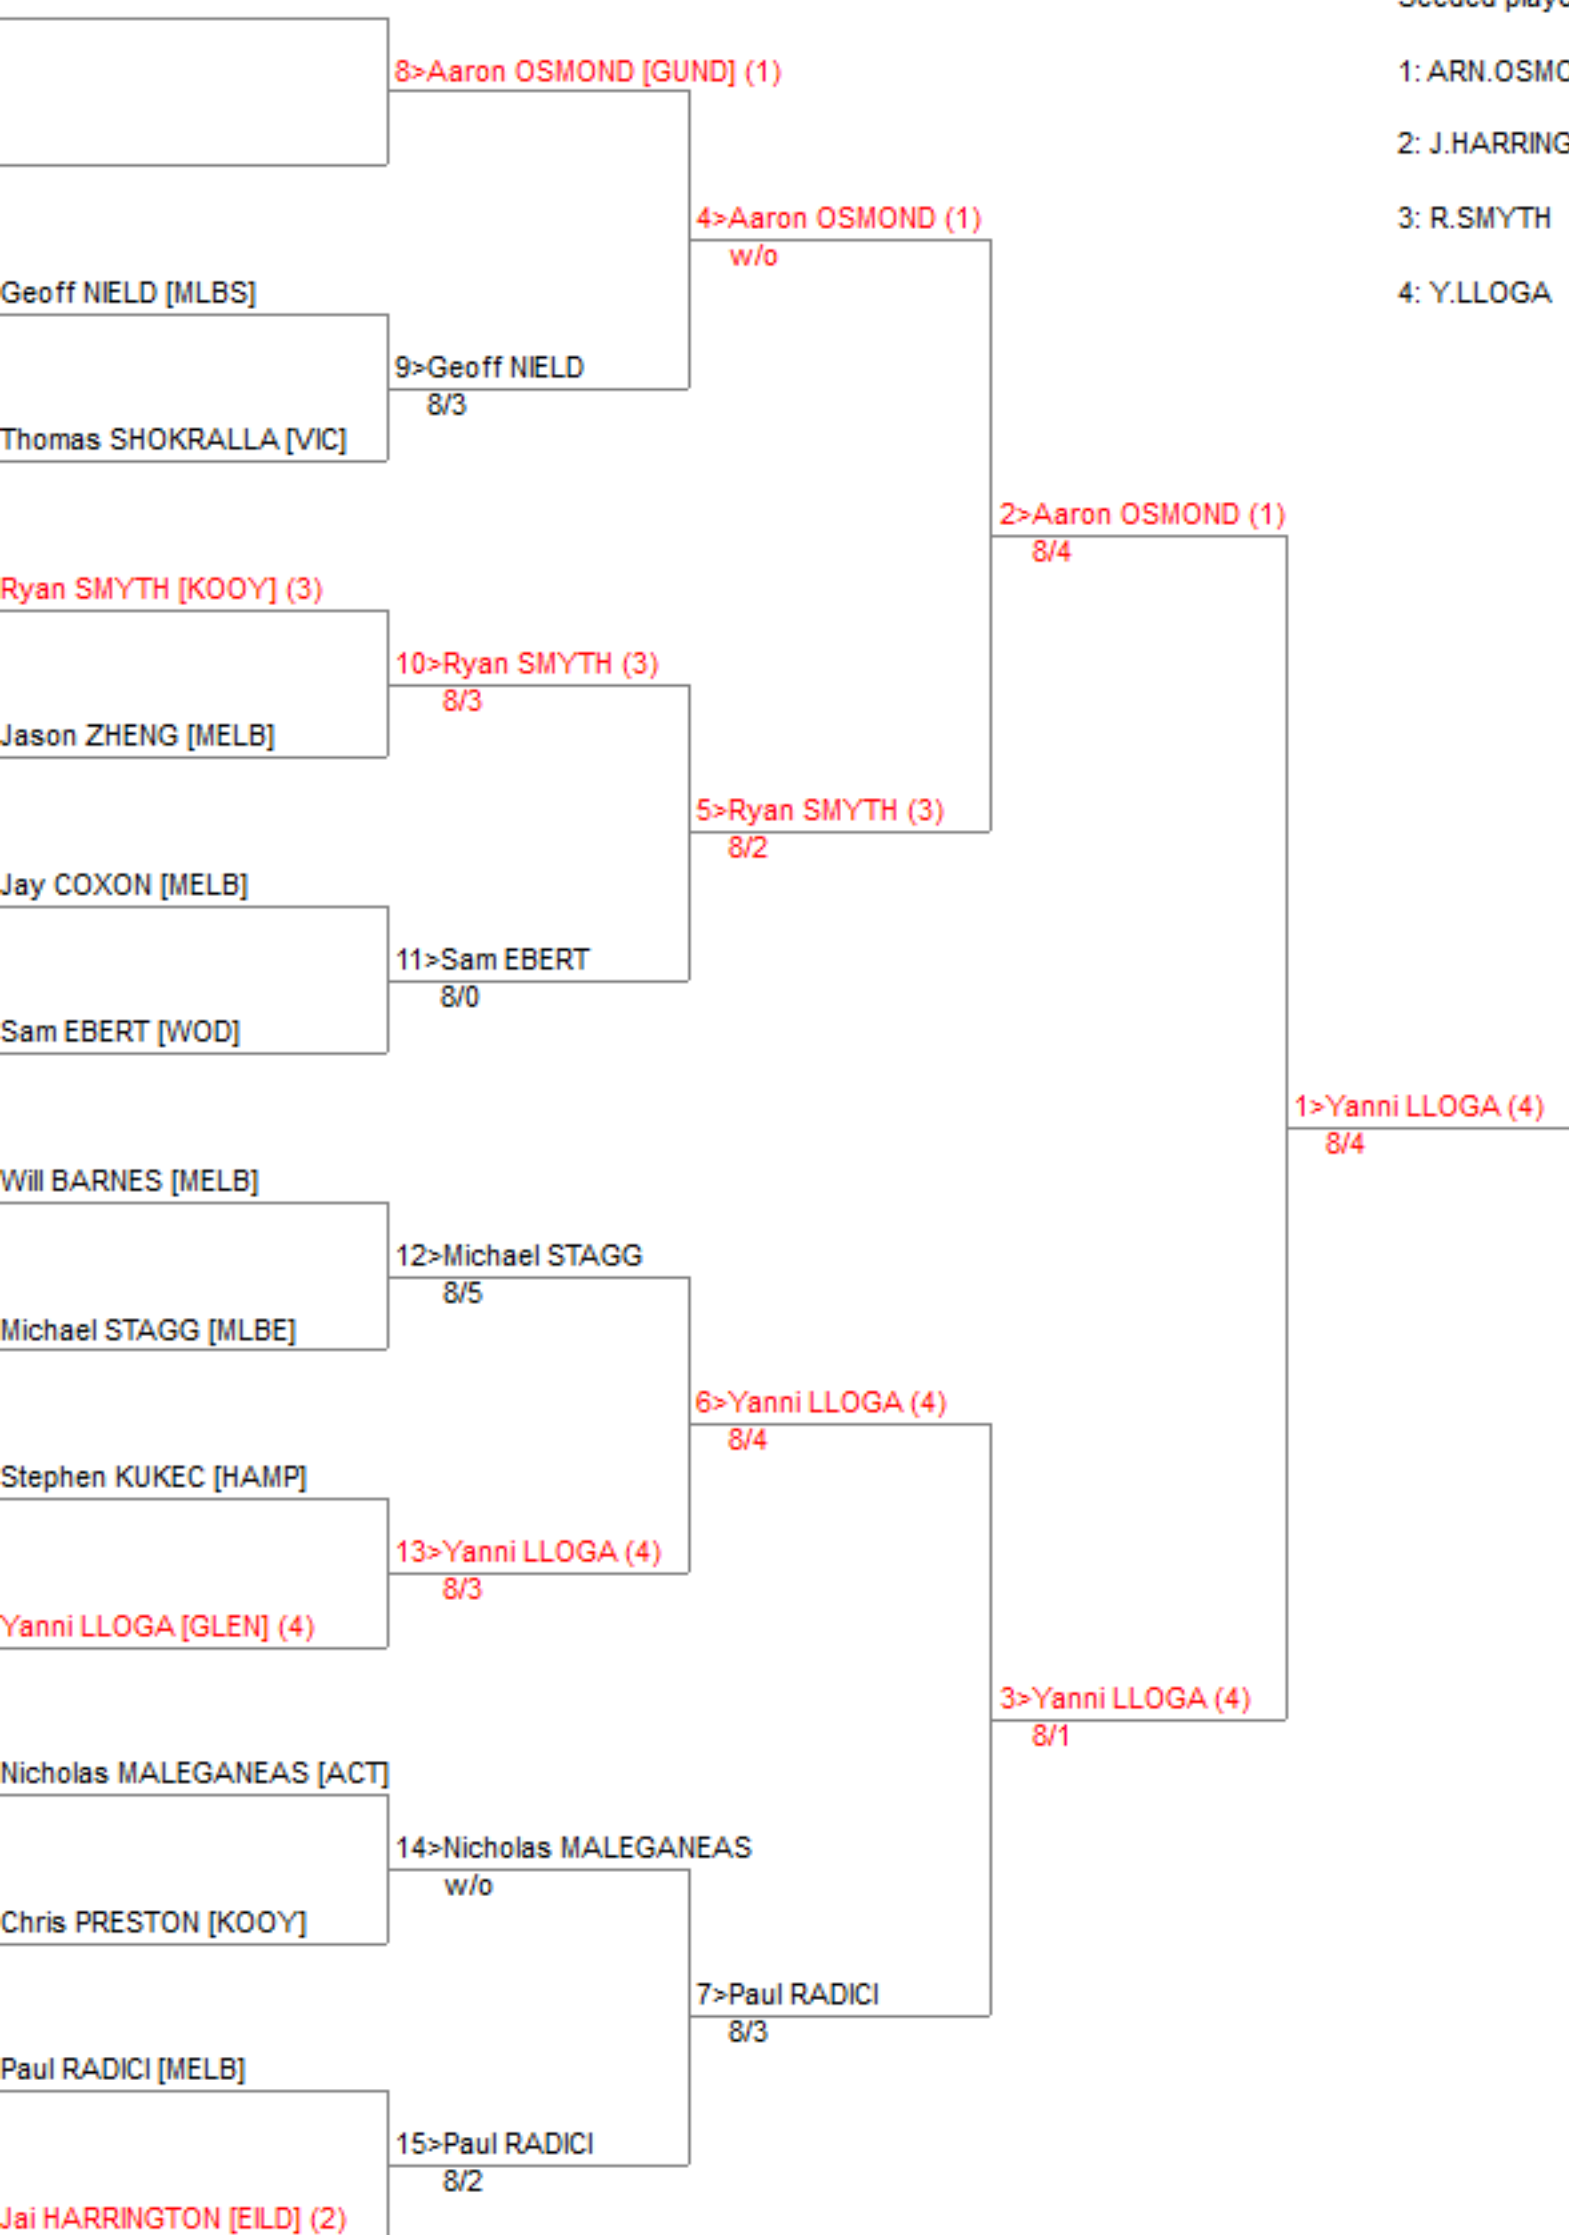 8>Aaron OSMOND [GUND] (1)
1: ARN.OSMO
2: J.HARRING
4>Aaron OSMOND (1)
3: R.SMYTH
w/o
Geoff NIELD [MLBS]
4: Y.LLOGA
9>Geoff NIELD
8/3
Thomas SHOKRALLA [VIC]
2>Aaron OSMOND (1)
8/4
Ryan SMYTH [KOOY] (3)
10>Ryan SMYTH (3)
8/3
Jason ZHENG [MELB]
5>Ryan SMYTH (3)
8/2
Jay COXON [MELB]
11>Sam EBERT
8/0
Sam EBERT [WOD]
1>Yanni LLOGA (4)
8/4
Will BARNES [MELB]
12>Michael STAGG
8/5
Michael STAGG [MLBE]
6>Yanni LLOGA (4)
8/4
Stephen KUKEC [HAMP]
13>Yanni LLOGA (4)
8/3
Yanni LLOGA [GLEN] (4)
3>Yanni LLOGA (4)
8/1
Nicholas MALEGANEAS [ACT]
14>Nicholas MALEGANEAS
w/o
Chris PRESTON [KOOY]
7>Paul RADICI
8/3
Paul RADICI [MELB]
15>Paul RADICI
8/2
Jai HARRINGTON [EILD] (2)